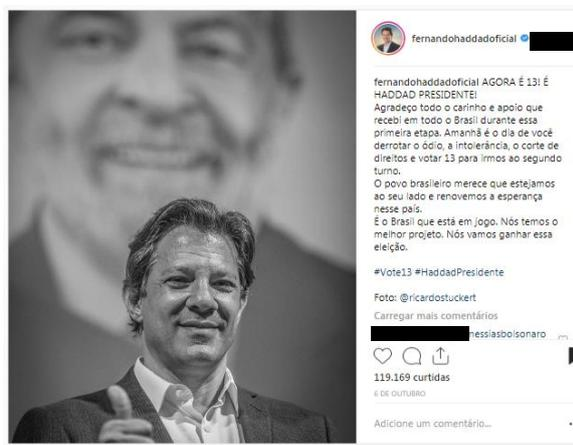 fernandohaddadoficial
fernandohaddadoficial AGORA É 13! É
HADDAD PRESIDENTE!
Agradeço todo o carinho e apoio que
recebi em todo o Brasil durante essa
primeira etapa. Amanhã é o dia de você
derrotar o ódio, a intolerância, o corte de
direitos e votar 13 para irmos ao segundo
turno.
O povo brasileiro merece que estejamos
ao seu lado e renovemos a esperança
nesse país.
É o Brasil que está em jogo. Nós temos o
melhor projeto. Nós vamos ganhar essa
eleição.
#Vote13 #HaddadPresidente
Foto: @ricardostuckert
Carregar mais comentários
nessiasbolsonaro
119.169 curtidas
6 DE OUTUBRO
Adicione um comentário...